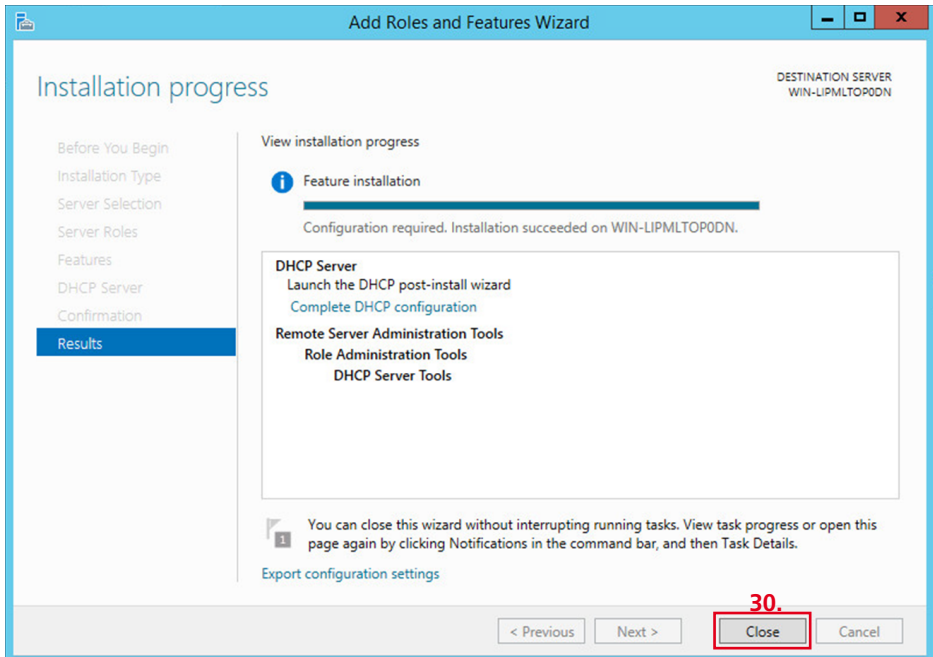 Add Roles and Features Wizard
Installation progress
DESTINATION SERVER
WIN-LIPMLTOP0DN
Before You Begin
Installation Type
Server Selection
Server Roles
Features
DHCP Server
Confirmation
Results
View installation progress
Feature installation
Configuration required. Installation succeeded on WIN-LIPMLTOP0DN.
DHCP Server
Launch the DHCP post-install wizard
Complete DHCP configuration
Remote Server Administration Tools
Role Administration Tools
DHCP Server Tools
1
You can close this wizard without interrupting running tasks. View task progress or open this
page again by clicking Notifications in the command bar, and then Task Details.
Export configuration settings
30.
< Previous
Next >
Close
Cancel